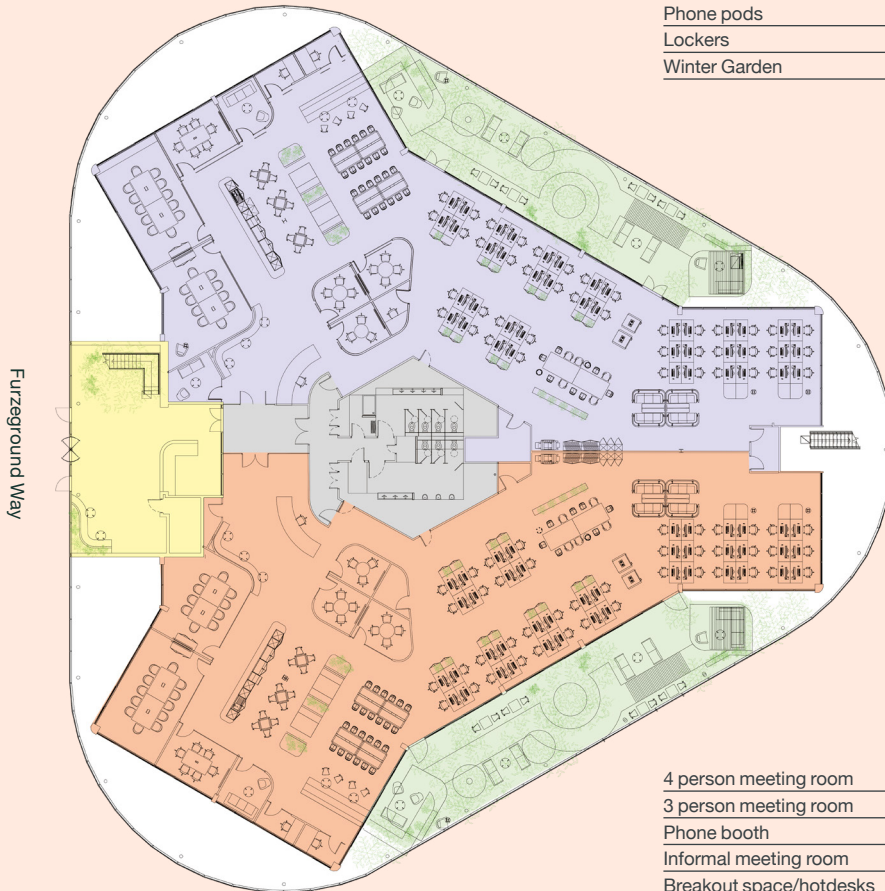 Phone pods
Lockers
Winter Garden
Furzeground Way
4 person meeting room
3 person meeting room
Phone booth
Informal meeting room
Breakout space/hotdesks